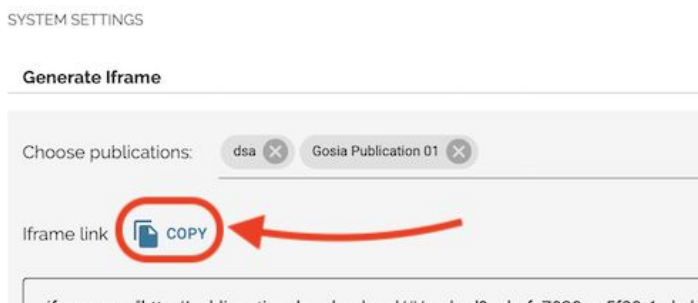 SYSTEM SETTINGS
Generate Iframe
Choose publications: dsa Gosia Publication 01
Iframe link COPY